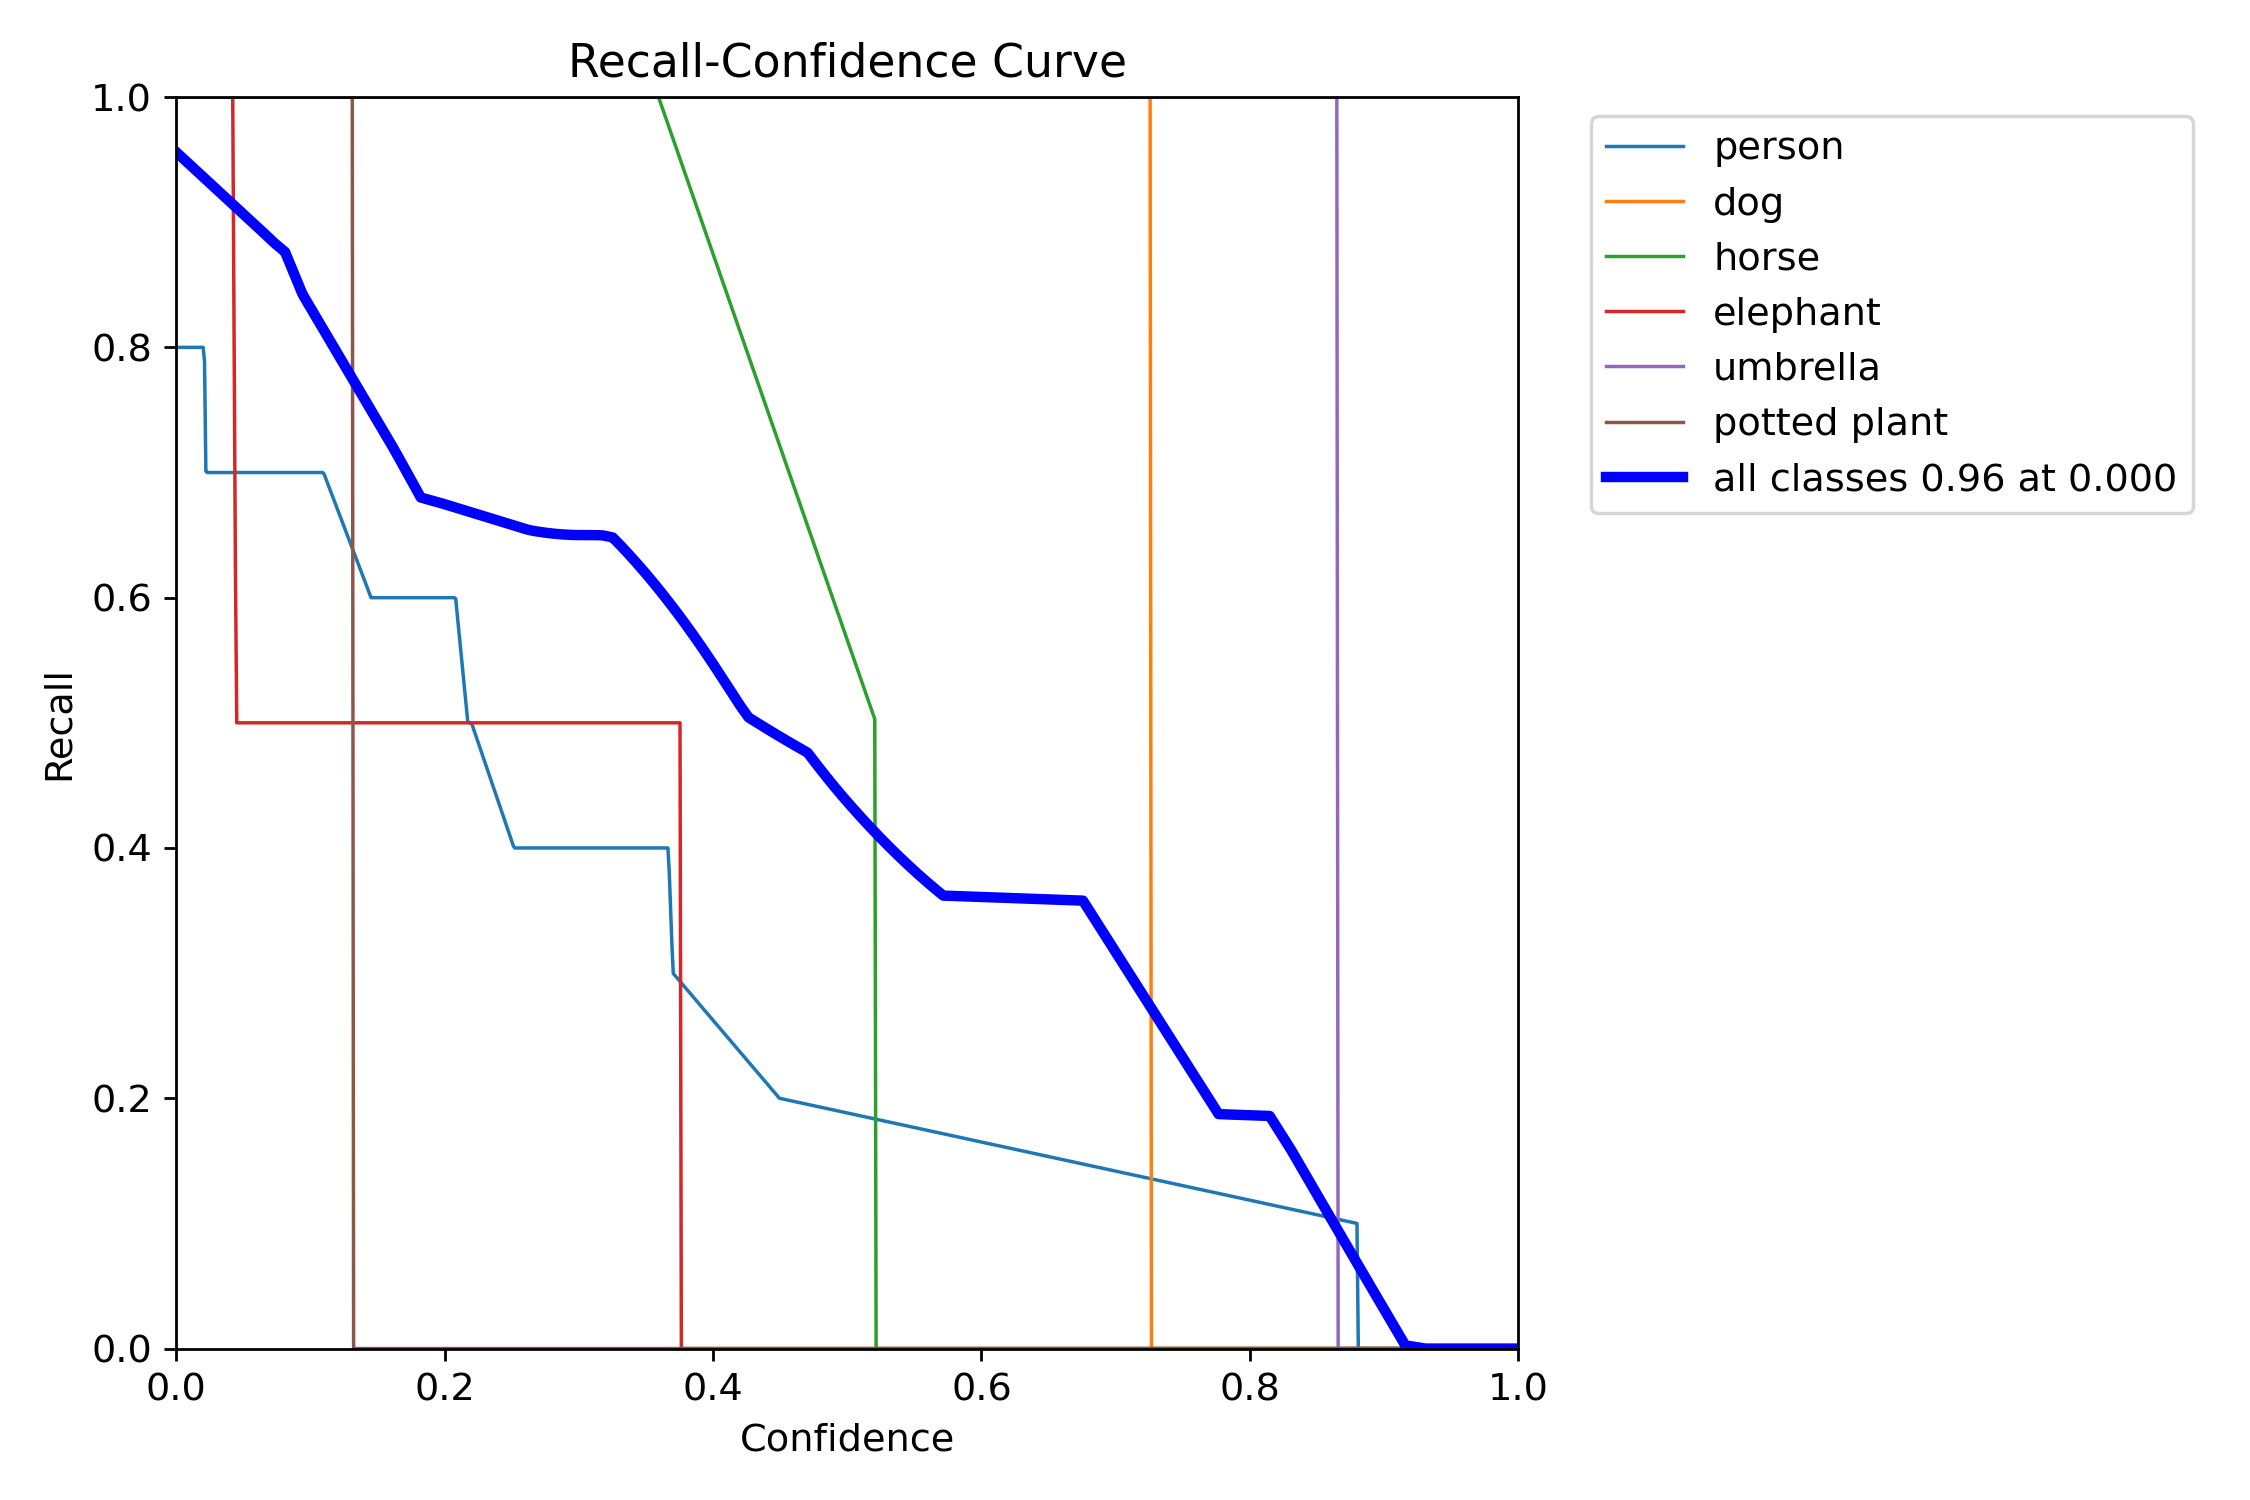 Recall-Confidence Curve
1.0
0.8
0.6
0.4
0.2
0.0
Recall
0.0 0.2 0.4 0.6 0.8 1.0
Confidence
person
dog
horse
elephant
umbrella
potted plant
all classes 0.96 at 0.000